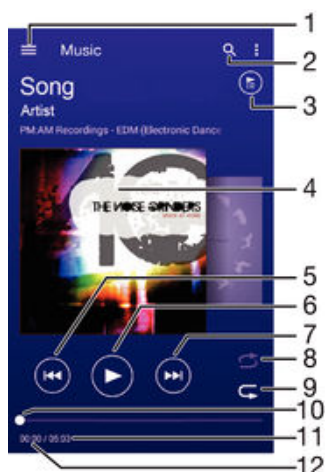 1
Music
2
Song
3
Artist
PM:AM Recordings - EDM (Electronic Dance
10
4
THE NOISE GRINDERS
5
6
7
8
9
10
00:00 / 05:03
11
12